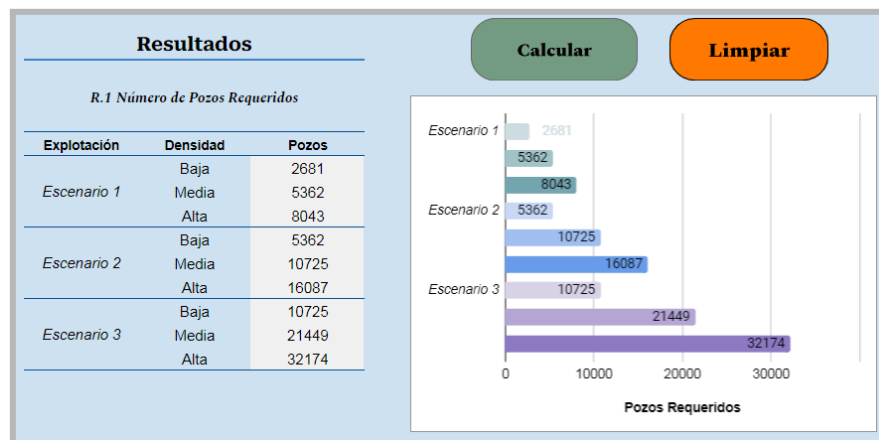 Resultados
Calcular
Limpiar
R.1 Número de Pozos Requeridos
Explotación Densidad Pozos
Escenario 1 Baja 2681
Media 5362
Alta 8043
Escenario 2 Baja 5362
Media 10725
Alta 16087
Escenario 3 Baja 10725
Media 21449
Alta 32174
Escenario 1 2681
5362
8043
Escenario 2 5362
10725
16087
Escenario 3 10725
21449
32174
0 10000 20000 30000
Pozos Requeridos